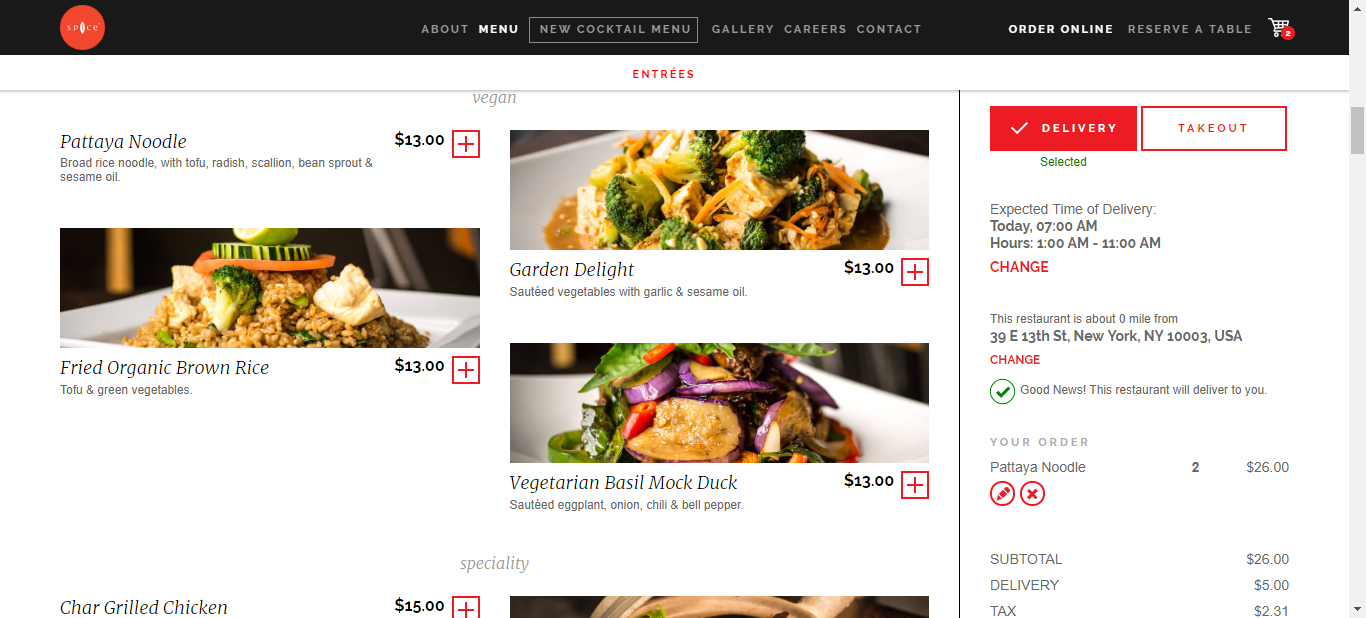 spice
ABOUT MENU NEW COCKTAIL MENU GALLERY CAREERS CONTACT ORDER ONLINE RESERVE A TABLE 2
ENTRÉES
vegan
Pattaya Noodle $13.00
Broad rice noodle, with tofu, radish, scallion, bean sprout &
sesame oil.
Fried Organic Brown Rice $13.00
Tofu & green vegetables.
Garden Delight $13.00
Sautéed vegetables with garlic & sesame oil.
Vegetarian Basil Mock Duck $13.00
Sautéed eggplant, onion, chili & bell pepper.
speciality
Char Grilled Chicken $15.00
DELIVERY TAKEOUT
Selected
Expected Time of Delivery:
Today, 07:00 AM
Hours: 1:00 AM - 11:00 AM
CHANGE
This restaurant is about 0 mile from
39 E 13th St, New York, NY 10003, USA
CHANGE
Good News! This restaurant will deliver to you.
YOUR ORDER
Pattaya Noodle 2 $26.00
SUBTOTAL $26.00
DELIVERY $5.00
TAX $2.31